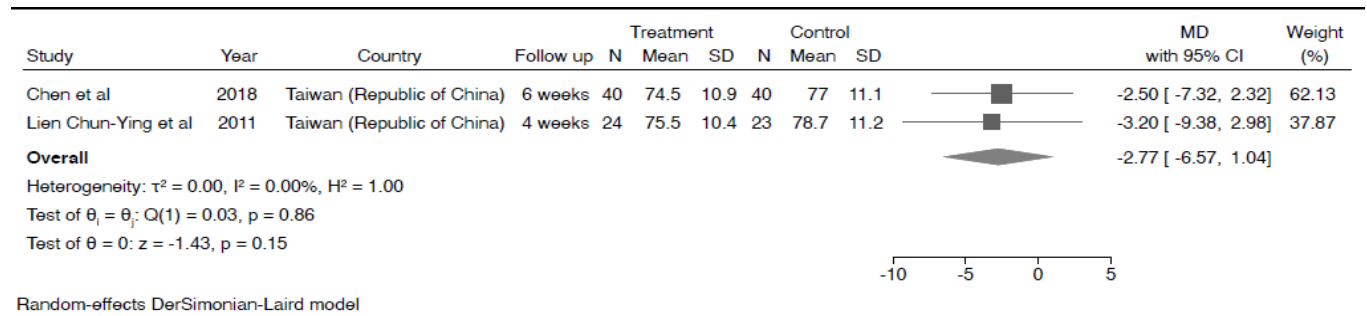 Treatment Control MD Weight
Study Year Country Follow up N Mean SD N Mean SD with 95% CI (%)
Chen et al 2018 Taiwan (Republic of China) 6 weeks 40 74.5 10.9 40 77 11.1 -2.50 [ -7.32, 2.32] 62.13
Lien Chun-Ying et al 2011 Taiwan (Republic of China) 4 weeks 24 75.5 10.4 23 78.7 11.2 -3.20 [ -9.38, 2.98] 37.87
Overall -2.77 [ -6.57, 1.04]
Heterogeneity: τ² = 0.00, I² = 0.00%, H² = 1.00
Test of θᵢ = θⱼ: Q(1) = 0.03, p = 0.86
Test of θ = 0: z = -1.43, p = 0.15
-10 -5 0 5
Random-effects DerSimonian-Laird model